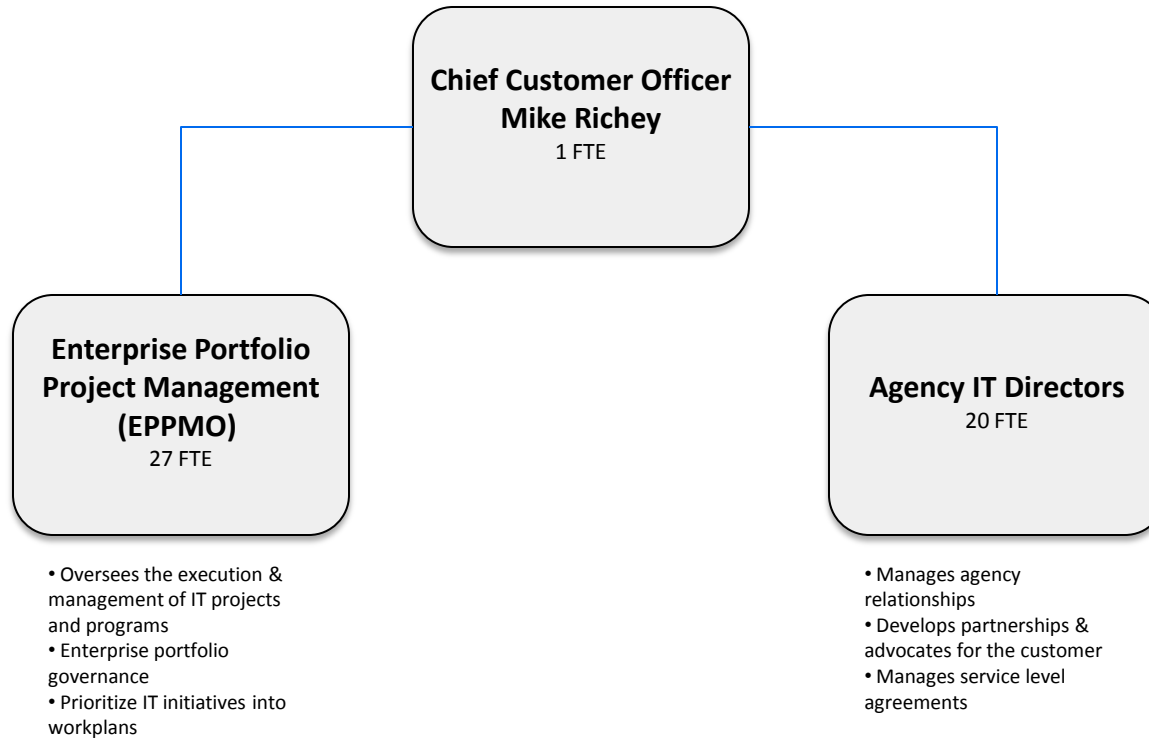 Chief Customer Officer
Mike Richey
1 FTE
Enterprise Portfolio
Project Management
(EPPMO)
27 FTE
• Oversees the execution &
management of IT projects
and programs
• Enterprise portfolio
governance
• Prioritize IT initiatives into
workplans
Agency IT Directors
20 FTE
• Manages agency
relationships
• Develops partnerships &
advocates for the customer
• Manages service level
agreements